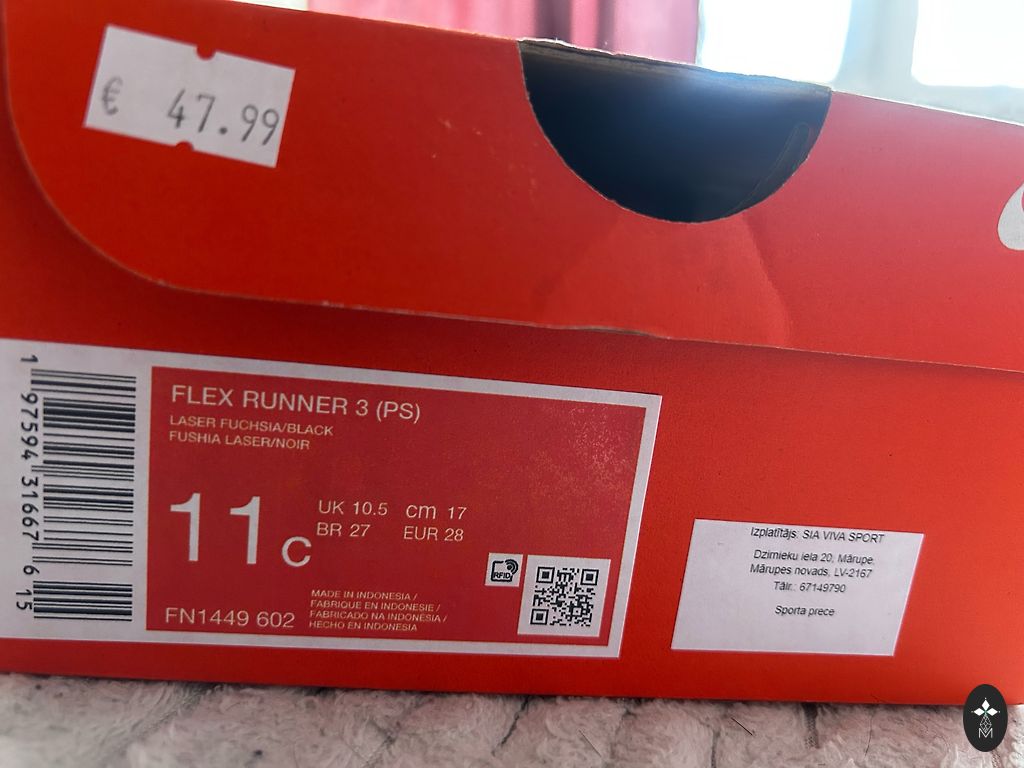 € 47.99
1 97594 31667 6 15
FLEX RUNNER 3 (PS)
LASER FUCHSIA/BLACK
FUSHIA LASER/NOIR
11C
UK 10.5 cm 17
BR 27 EUR 28
RFID
MADE IN INDONESIA /
FABRIQUE EN INDONESIE /
FABRICADO NA INDONESIA /
HECHO EN INDONESIA
FN1449 602
Izplatītājs: SIA VIVA SPORT
Dzirnieku iela 20, Mārupe,
Mārupes novads, LV-2167
Tālr.: 67149790
Sporta prece
M